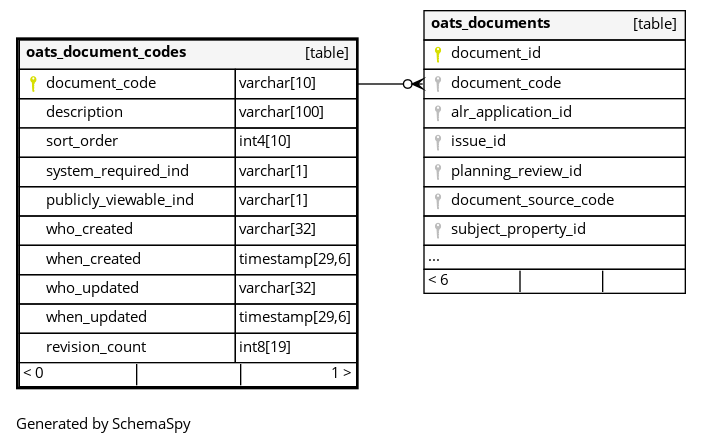 oats_document_codes [table]
document_code varchar[10]
description varchar[100]
sort_order int4[10]
system_required_ind varchar[1]
publicly_viewable_ind varchar[1]
who_created varchar[32]
when_created timestamp[29,6]
who_updated varchar[32]
when_updated timestamp[29,6]
revision_count int8[19]
< 0 1 >
oats_documents [table]
document_id
document_code
alr_application_id
issue_id
planning_review_id
document_source_code
subject_property_id
...
< 6
Generated by SchemaSpy